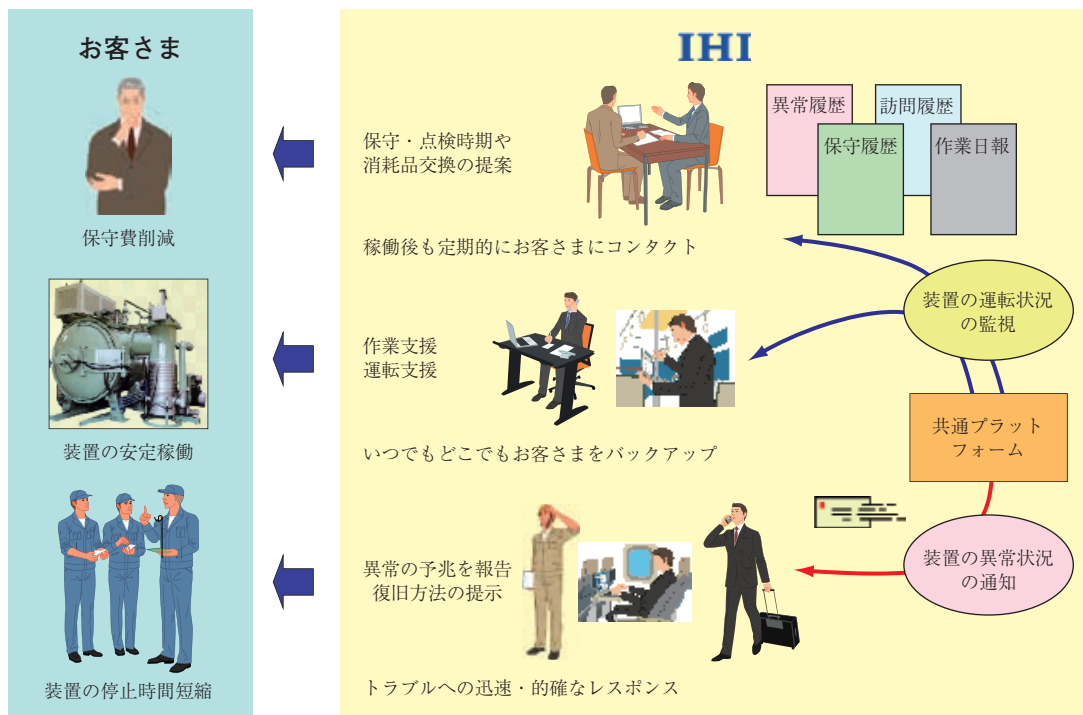 お客さま
保守費削減
装置の安定稼働
装置の停止時間短縮
IHI
保守・点検時期や
消耗品交換の提案
異常履歴
訪問履歴
保守履歴
作業日報
稼働後も定期的にお客さまにコンタクト
装置の運転状況
の監視
作業支援
運転支援
共通プラット
フォーム
いつでもどこでもお客さまをバックアップ
異常の予兆を報告
復旧方法の提示
装置の異常状況
の通知
トラブルへの迅速・的確なレスポンス